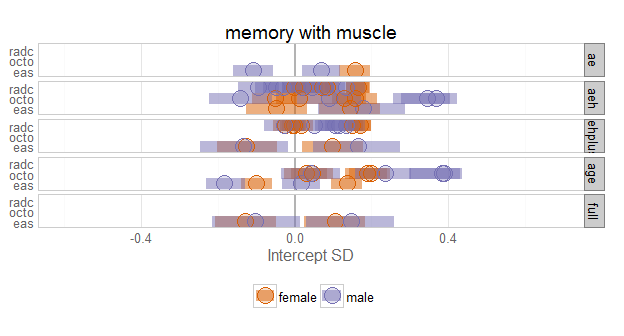 memory with muscle
radc
octo
eas
ae
radc
octo
eas
aeh
radc
octo
eas
ehplu
radc
octo
eas
age
radc
octo
eas
full
-0.4 0.0 0.4
Intercept SD
female male